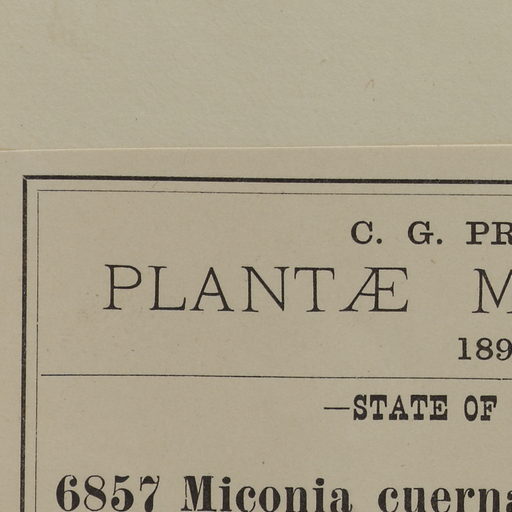 C. G. PR
PLANTÆ M
189
—STATE OF
6857 Miconia cuerna